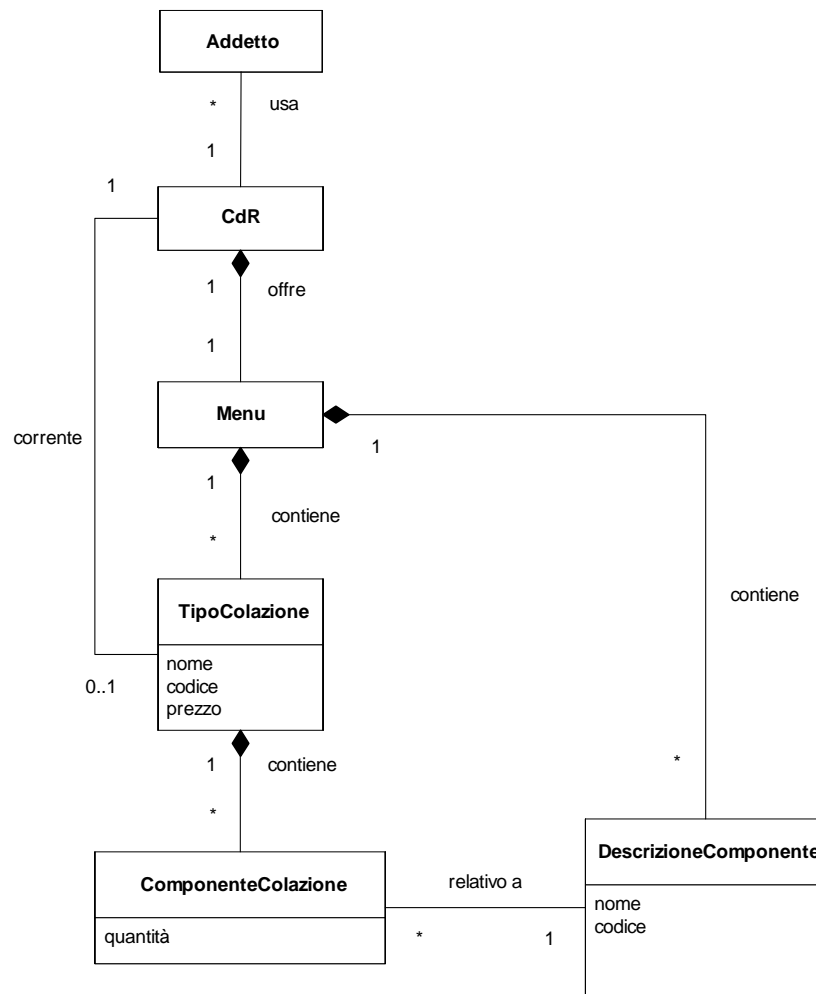 Addetto
*
usa
1
1
CdR
1
offre
1
Menu
corrente
1
1
contiene
*
TipoColazione
contiene
nome
codice
prezzo
0..1
1
contiene
*
*
DescrizioneComponente
ComponenteColazione
relativo a
nome
codice
quantità
*
1